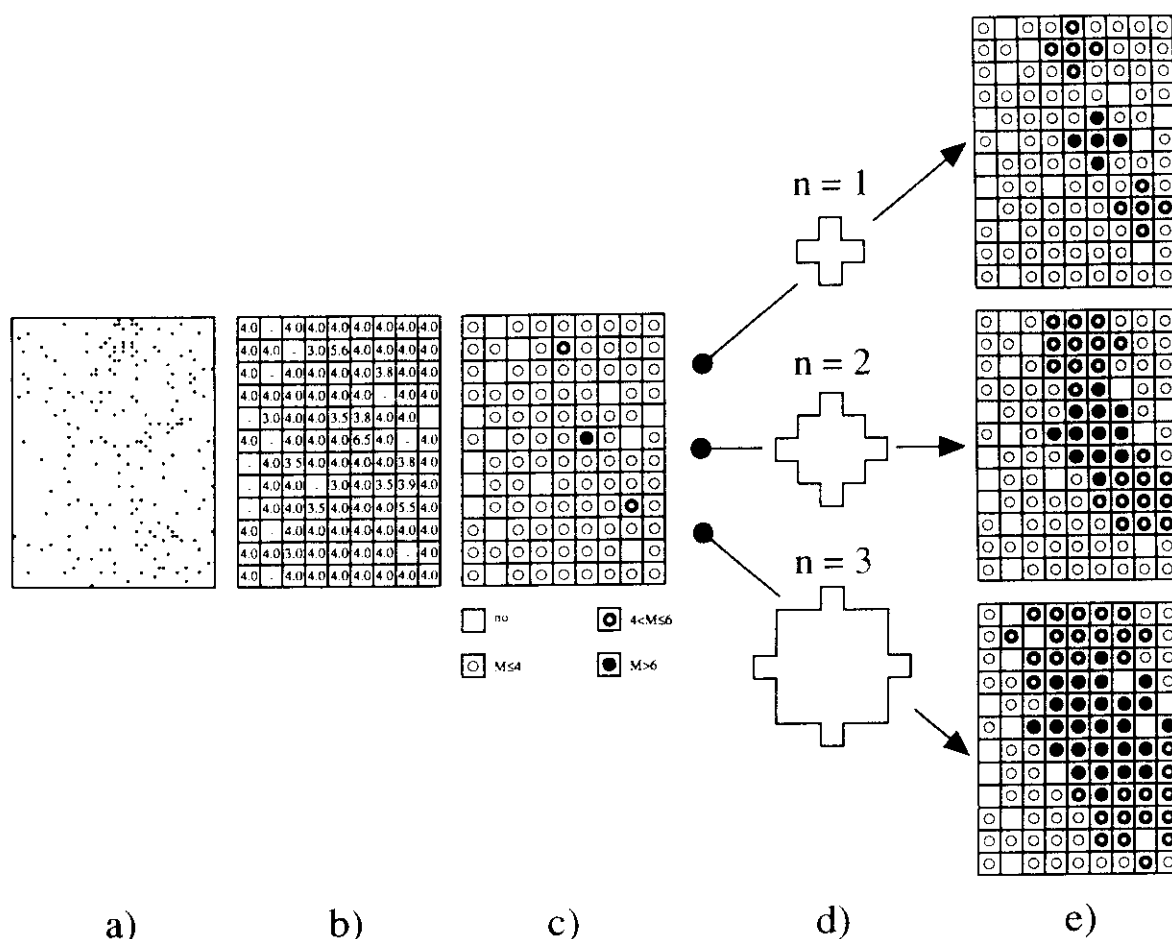 n = 1
4.0 . 4.0 4.0 4.0 4.0 4.0 4.0 4.0
4.0 4.0 . 3.0 5.6 4.0 4.0 4.0 4.0
4.0 . 4.0 4.0 4.0 4.0 3.8 4.0 4.0
4.0 4.0 4.0 4.0 4.0 4.0 . 4.0 4.0
. 3.0 4.0 4.0 3.5 3.8 4.0 4.0
4.0 . 4.0 4.0 4.0 6.5 4.0 . 4.0
. 4.0 3.5 4.0 4.0 4.0 4.0 3.8 4.0
. 4.0 4.0 . 3.0 4.0 3.5 3.9 4.0
. 4.0 4.0 3.5 4.0 4.0 4.0 5.5 4.0
4.0 . 4.0 4.0 4.0 4.0 4.0 4.0 4.0
4.0 4.0 3.0 4.0 4.0 4.0 4.0 . 4.0
4.0 . 4.0 4.0 4.0 4.0 4.0 4.0 4.0
n = 2
n = 3
no
4<M≤6
M≤4
M>6
a)
b)
c)
d)
e)